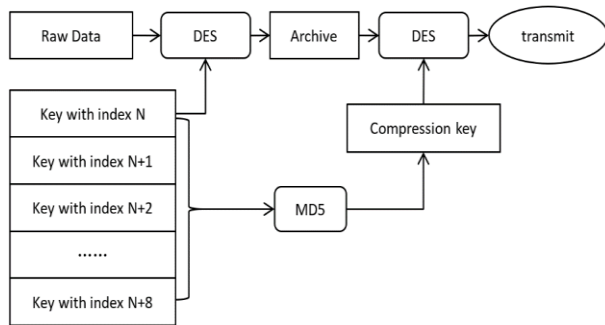 Raw Data
DES
Archive
DES
transmit
Key with index N
Compression key
Key with index N+1
Key with index N+2
MD5
……
Key with index N+8